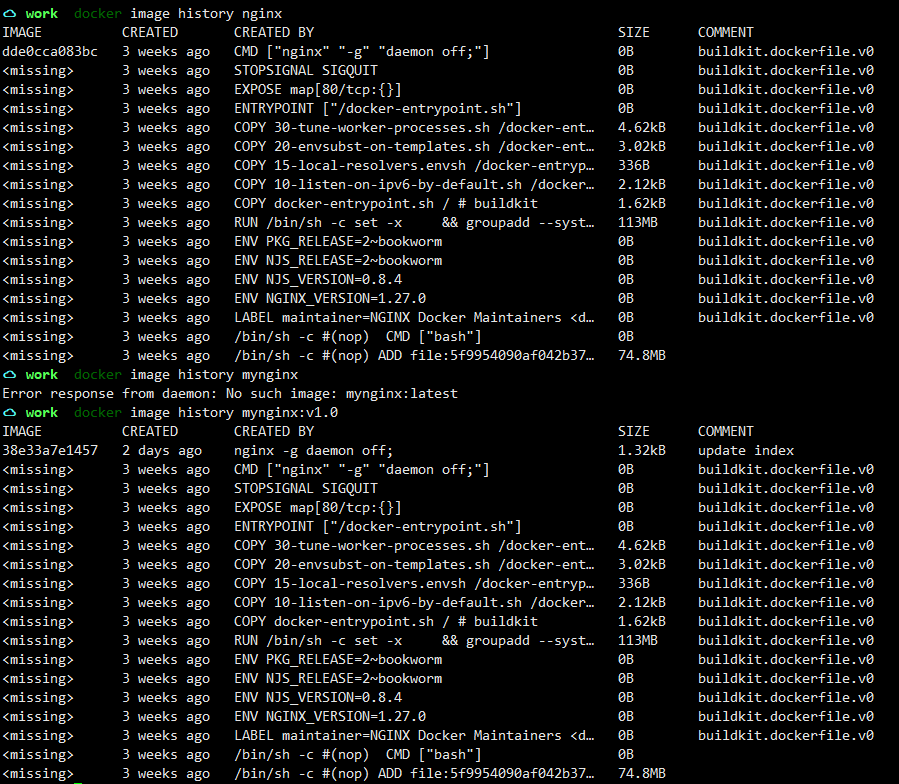 work docker image history nginx
IMAGE CREATED CREATED BY SIZE COMMENT
dde0cca083bc 3 weeks ago CMD ["nginx" "-g" "daemon off;"] 0B buildkit.dockerfile.v0
<missing> 3 weeks ago STOPSIGNAL SIGQUIT 0B buildkit.dockerfile.v0
<missing> 3 weeks ago EXPOSE map[80/tcp:{}] 0B buildkit.dockerfile.v0
<missing> 3 weeks ago ENTRYPOINT ["/docker-entrypoint.sh"] 0B buildkit.dockerfile.v0
<missing> 3 weeks ago COPY 30-tune-worker-processes.sh /docker-ent… 4.62kB buildkit.dockerfile.v0
<missing> 3 weeks ago COPY 20-envsubst-on-templates.sh /docker-ent… 3.02kB buildkit.dockerfile.v0
<missing> 3 weeks ago COPY 15-local-resolvers.envsh /docker-entryp… 336B buildkit.dockerfile.v0
<missing> 3 weeks ago COPY 10-listen-on-ipv6-by-default.sh /docker… 2.12kB buildkit.dockerfile.v0
<missing> 3 weeks ago COPY docker-entrypoint.sh / # buildkit 1.62kB buildkit.dockerfile.v0
<missing> 3 weeks ago RUN /bin/sh -c set -x && groupadd --syst… 113MB buildkit.dockerfile.v0
<missing> 3 weeks ago ENV PKG_RELEASE=2~bookworm 0B buildkit.dockerfile.v0
<missing> 3 weeks ago ENV NJS_RELEASE=2~bookworm 0B buildkit.dockerfile.v0
<missing> 3 weeks ago ENV NJS_VERSION=0.8.4 0B buildkit.dockerfile.v0
<missing> 3 weeks ago ENV NGINX_VERSION=1.27.0 0B buildkit.dockerfile.v0
<missing> 3 weeks ago LABEL maintainer=NGINX Docker Maintainers <d… 0B buildkit.dockerfile.v0
<missing> 3 weeks ago /bin/sh -c #(nop) CMD ["bash"] 0B
<missing> 3 weeks ago /bin/sh -c #(nop) ADD file:5f9954090af042b37… 74.8MB
work docker image history mynginx
Error response from daemon: No such image: mynginx:latest
work docker image history mynginx:v1.0
IMAGE CREATED CREATED BY SIZE COMMENT
38e33a7e1457 2 days ago nginx -g daemon off; 1.32kB update index
<missing> 3 weeks ago CMD ["nginx" "-g" "daemon off;"] 0B buildkit.dockerfile.v0
<missing> 3 weeks ago STOPSIGNAL SIGQUIT 0B buildkit.dockerfile.v0
<missing> 3 weeks ago EXPOSE map[80/tcp:{}] 0B buildkit.dockerfile.v0
<missing> 3 weeks ago ENTRYPOINT ["/docker-entrypoint.sh"] 0B buildkit.dockerfile.v0
<missing> 3 weeks ago COPY 30-tune-worker-processes.sh /docker-ent… 4.62kB buildkit.dockerfile.v0
<missing> 3 weeks ago COPY 20-envsubst-on-templates.sh /docker-ent… 3.02kB buildkit.dockerfile.v0
<missing> 3 weeks ago COPY 15-local-resolvers.envsh /docker-entryp… 336B buildkit.dockerfile.v0
<missing> 3 weeks ago COPY 10-listen-on-ipv6-by-default.sh /docker… 2.12kB buildkit.dockerfile.v0
<missing> 3 weeks ago COPY docker-entrypoint.sh / # buildkit 1.62kB buildkit.dockerfile.v0
<missing> 3 weeks ago RUN /bin/sh -c set -x && groupadd --syst… 113MB buildkit.dockerfile.v0
<missing> 3 weeks ago ENV PKG_RELEASE=2~bookworm 0B buildkit.dockerfile.v0
<missing> 3 weeks ago ENV NJS_RELEASE=2~bookworm 0B buildkit.dockerfile.v0
<missing> 3 weeks ago ENV NJS_VERSION=0.8.4 0B buildkit.dockerfile.v0
<missing> 3 weeks ago ENV NGINX_VERSION=1.27.0 0B buildkit.dockerfile.v0
<missing> 3 weeks ago LABEL maintainer=NGINX Docker Maintainers <d… 0B buildkit.dockerfile.v0
<missing> 3 weeks ago /bin/sh -c #(nop) CMD ["bash"] 0B
<missing> 3 weeks ago /bin/sh -c #(nop) ADD file:5f9954090af042b37… 74.8MB